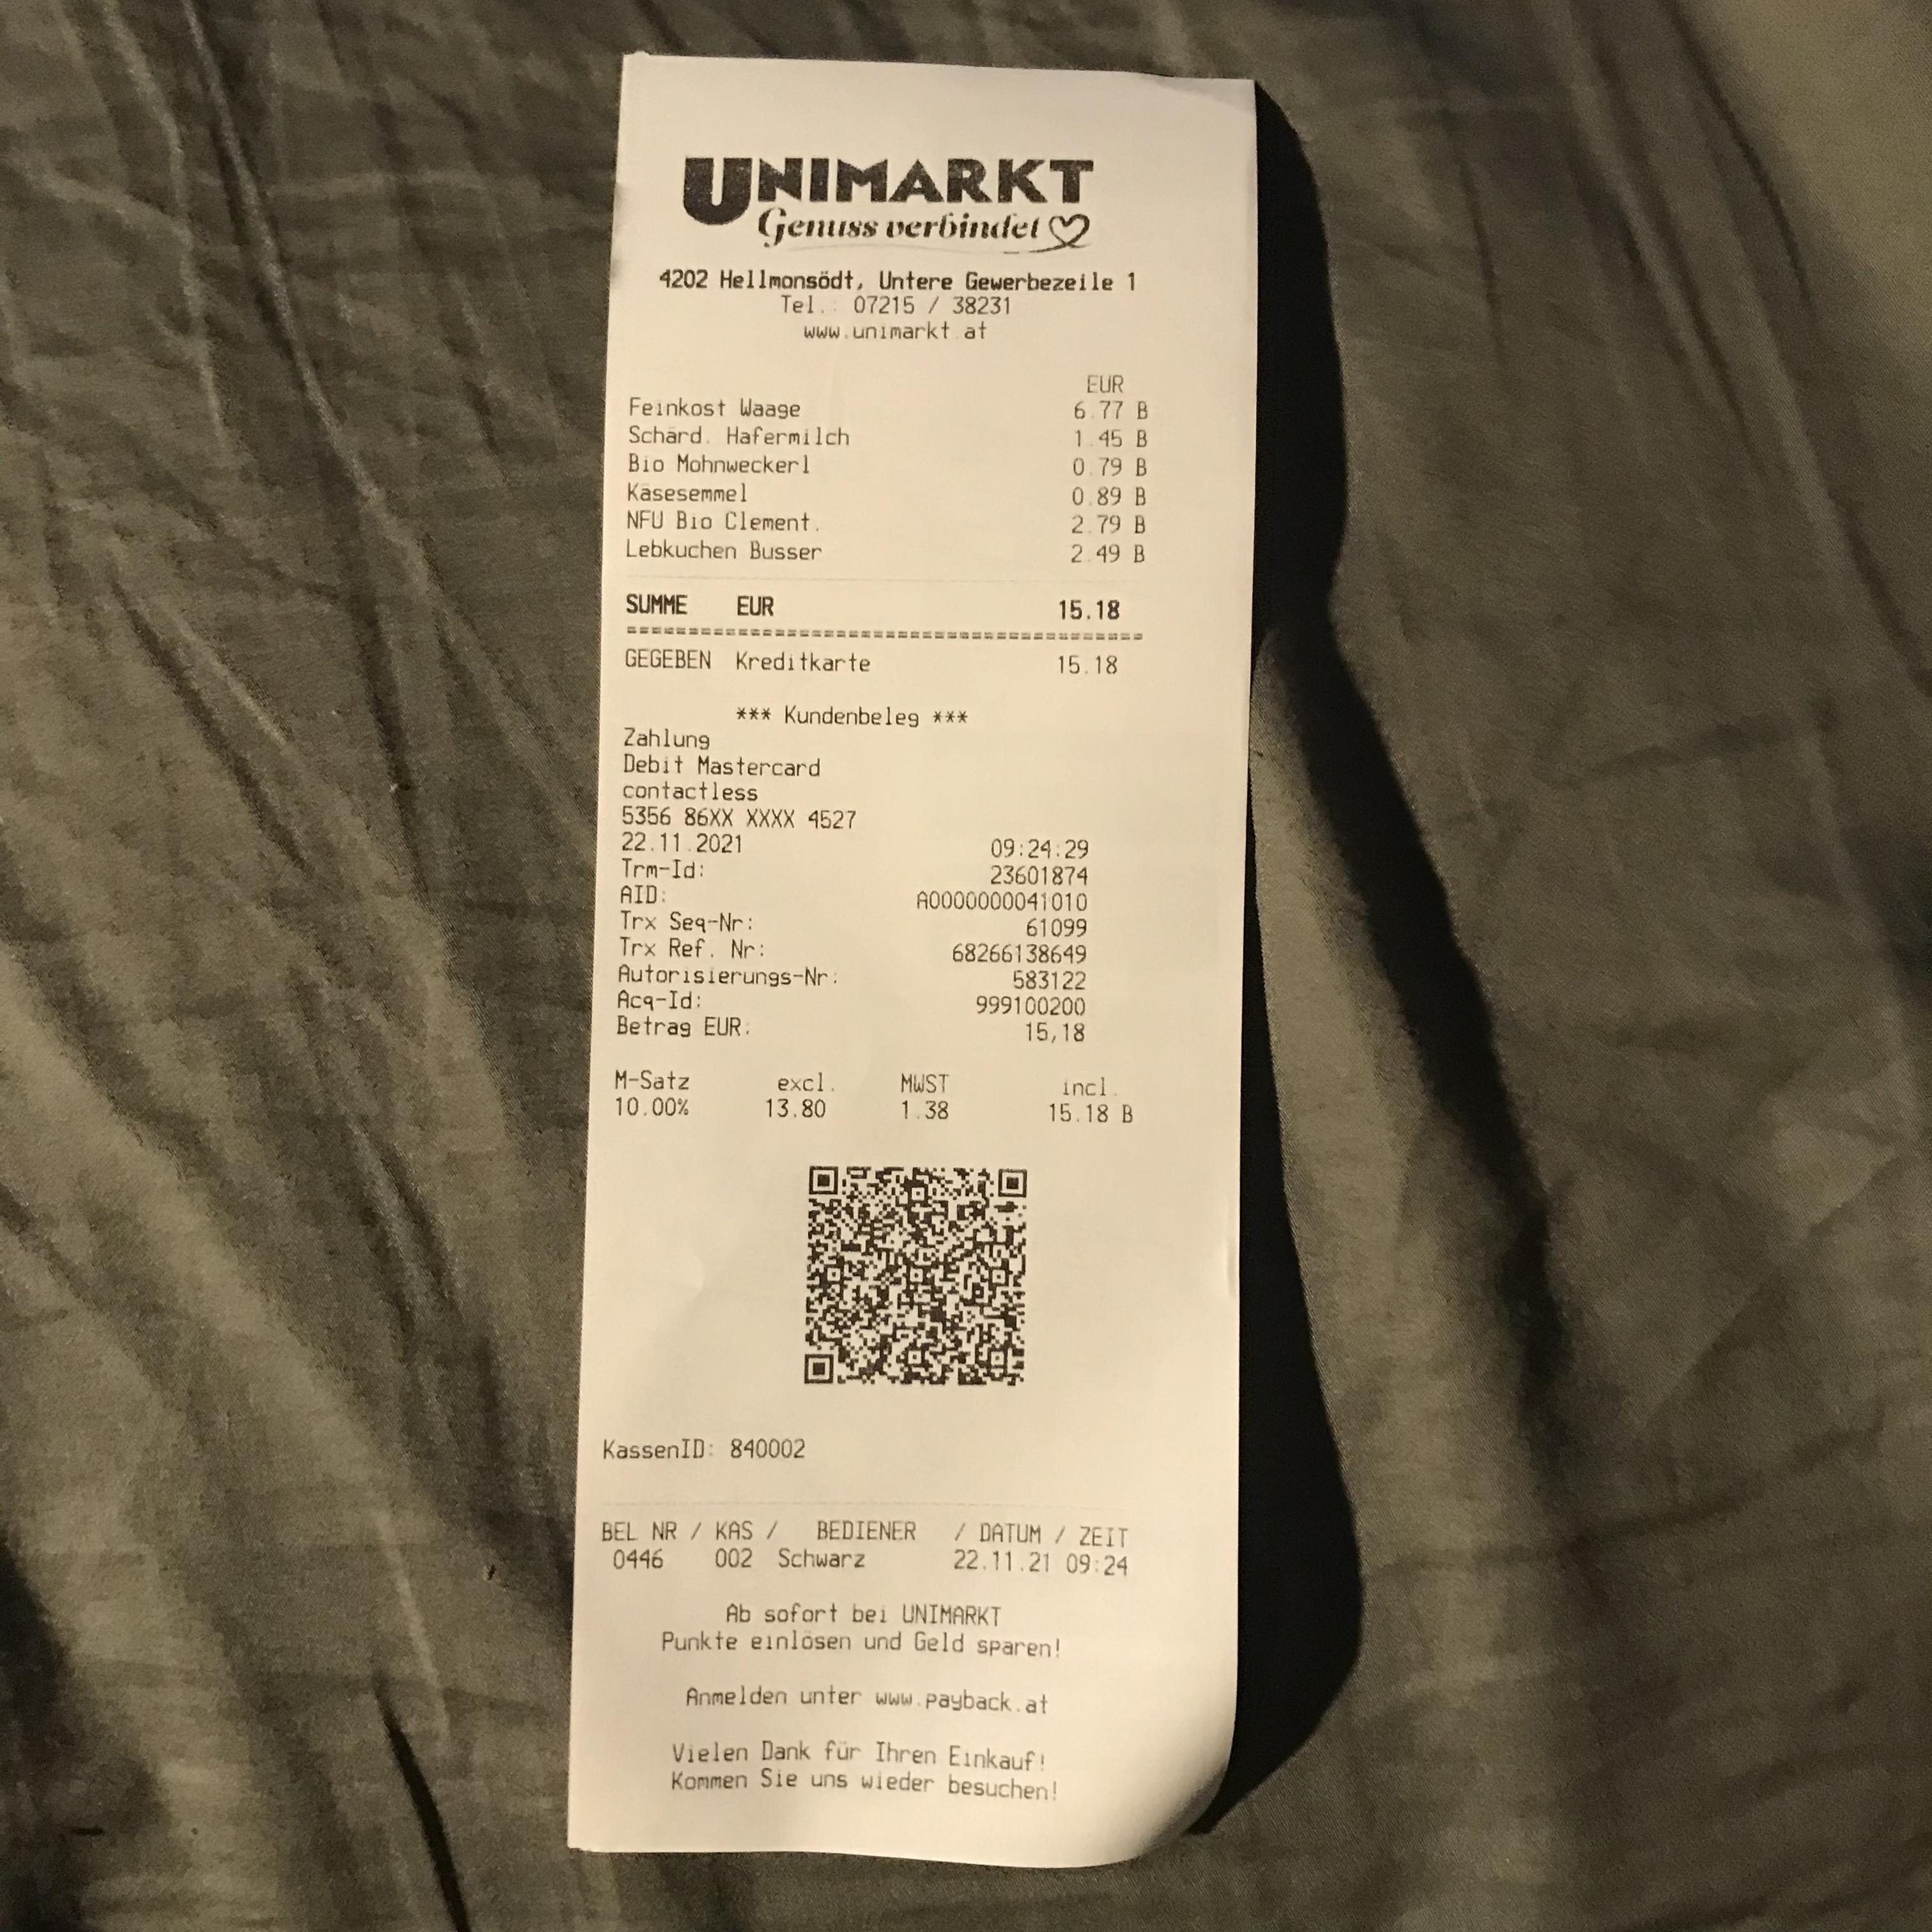 UNIMARKT
Genuss verbindet
4202 Hellmonsödt, Untere Gewerbezeile 1
Tel.: 07215 / 38231
www.unimarkt.at
EUR
Feinkost Waage 6.77 B
Schärd. Hafermilch 1.45 B
Bio Mohnweckerl 0.79 B
Käsesemmel 0.89 B
NFU Bio Clement. 2.79 B
Lebkuchen Busser 2.49 B
SUMME EUR 15.18
GEGEBEN Kreditkarte 15.18
*** Kundenbeleg ***
Zahlung
Debit Mastercard
contactless
5356 86XX XXXX 4527
22.11.2021 09:24:29
Trm-Id: 23601874
AID: A0000000041010
Trx Seq-Nr: 61099
Trx Ref. Nr: 68266138649
Autorisierungs-Nr: 583122
Acq-Id: 999100200
Betrag EUR: 15,18
M-Satz excl. MWST incl.
10.00% 13.80 1.38 15.18 B
KassenID: 840002
BEL NR / KAS / BEDIENER / DATUM / ZEIT
0446 002 Schwarz 22.11.21 09:24
Ab sofort bei UNIMARKT
Punkte einlösen und Geld sparen!
Anmelden unter www.payback.at
Vielen Dank für Ihren Einkauf!
Kommen Sie uns wieder besuchen!